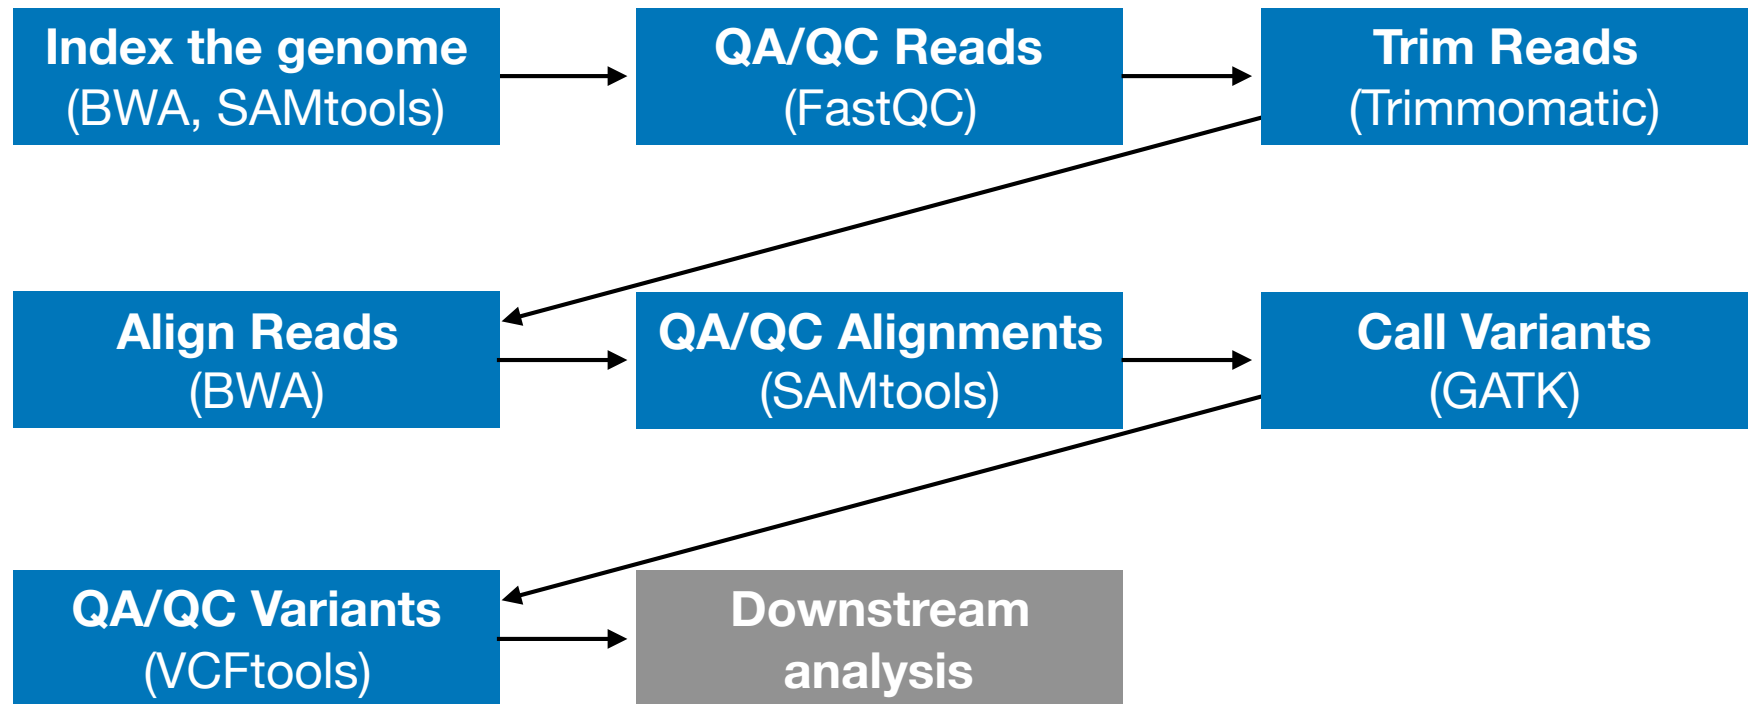 Index the genome
(BWA, SAMtools)
QA/QC Reads
(FastQC)
Trim Reads
(Trimmomatic)
Align Reads
(BWA)
QA/QC Alignments
(SAMtools)
Call Variants
(GATK)
QA/QC Variants
(VCFtools)
Downstream
analysis